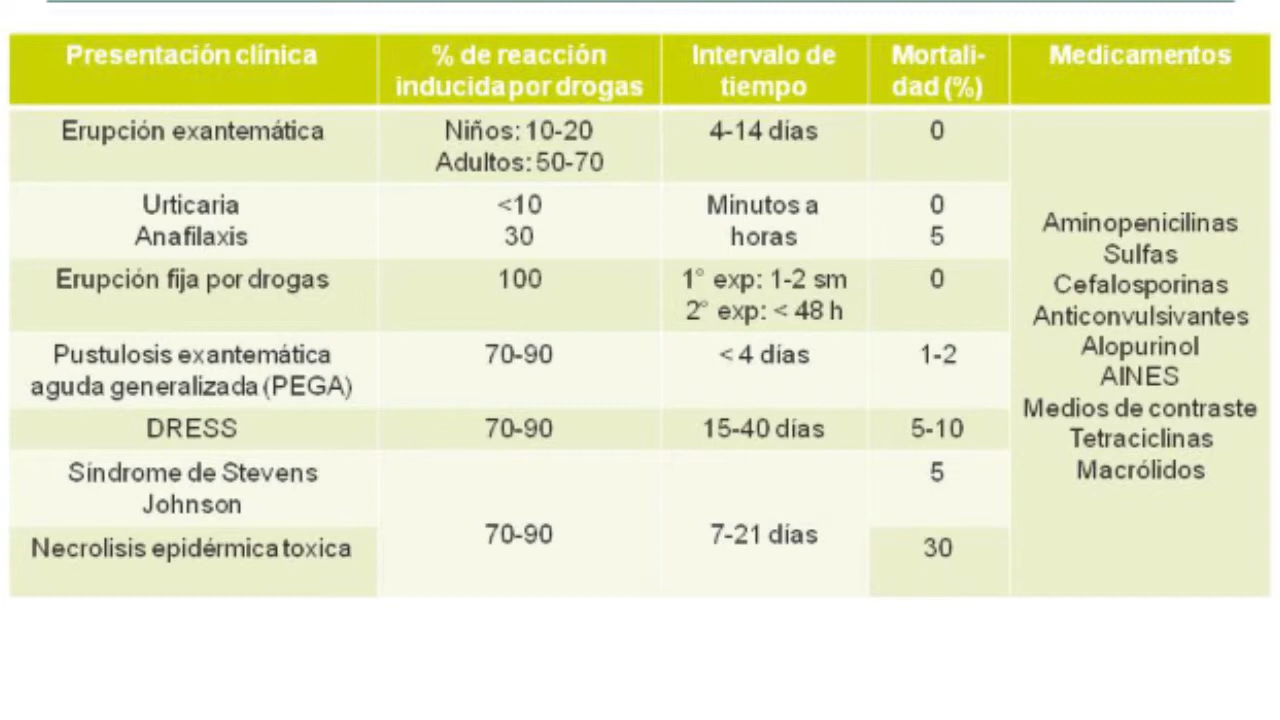 Presentación clínica
% de reacción
inducida por drogas
Intervalo de
tiempo
Mortali-
dad (%)
Medicamentos
Erupción exantemática
Niños: 10-20
Adultos: 50-70
4-14 días
0
Urticaria
Anafilaxis
<10
30
Minutos a
horas
0
5
Erupción fija por drogas
100
1° exp: 1-2 sm
2° exp: < 48 h
0
Pustulosis exantemática
aguda generalizada (PEGA)
70-90
< 4 días
1-2
DRESS
70-90
15-40 días
5-10
Síndrome de Stevens
Johnson
5
70-90
7-21 días
Necrolisis epidérmica toxica
30
Aminopenicilinas
Sulfas
Cefalosporinas
Anticonvulsivantes
Alopurinol
AINES
Medios de contraste
Tetraciclinas
Macrólidos